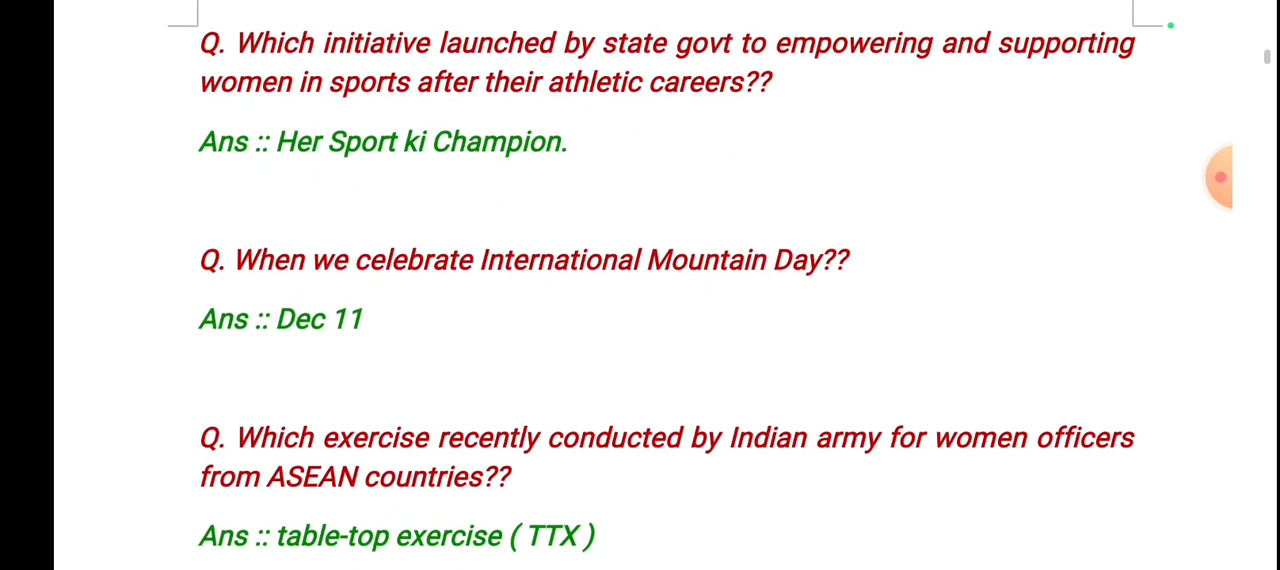 Q. Which initiative launched by state govt to empowering and supporting
women in sports after their athletic careers??
Ans :: Her Sport ki Champion.
Q. When we celebrate International Mountain Day??
Ans :: Dec 11
Q. Which exercise recently conducted by Indian army for women officers
from ASEAN countries??
Ans :: table-top exercise ( TTX )